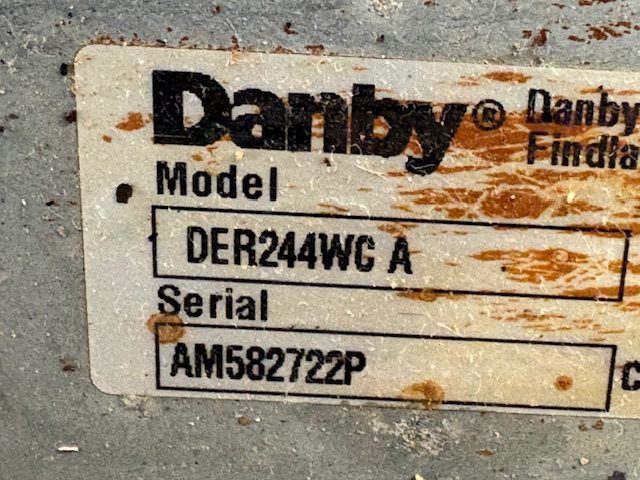 Danby® Danby
Findla
Model
DER244WC A
Serial
AM582722P
C